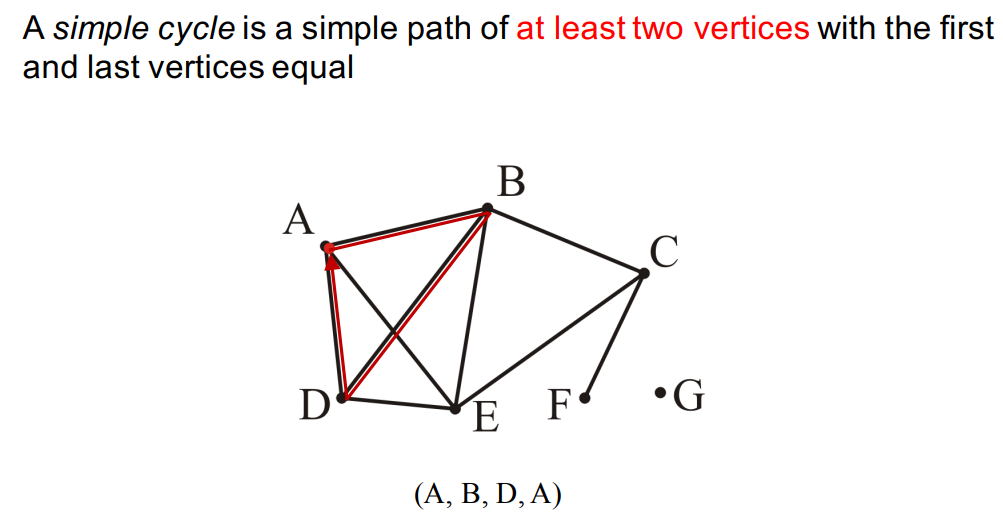 A simple cycle is a simple path of at least two vertices with the first
and last vertices equal
B
A
C
D
E
F
G
(A, B, D, A)